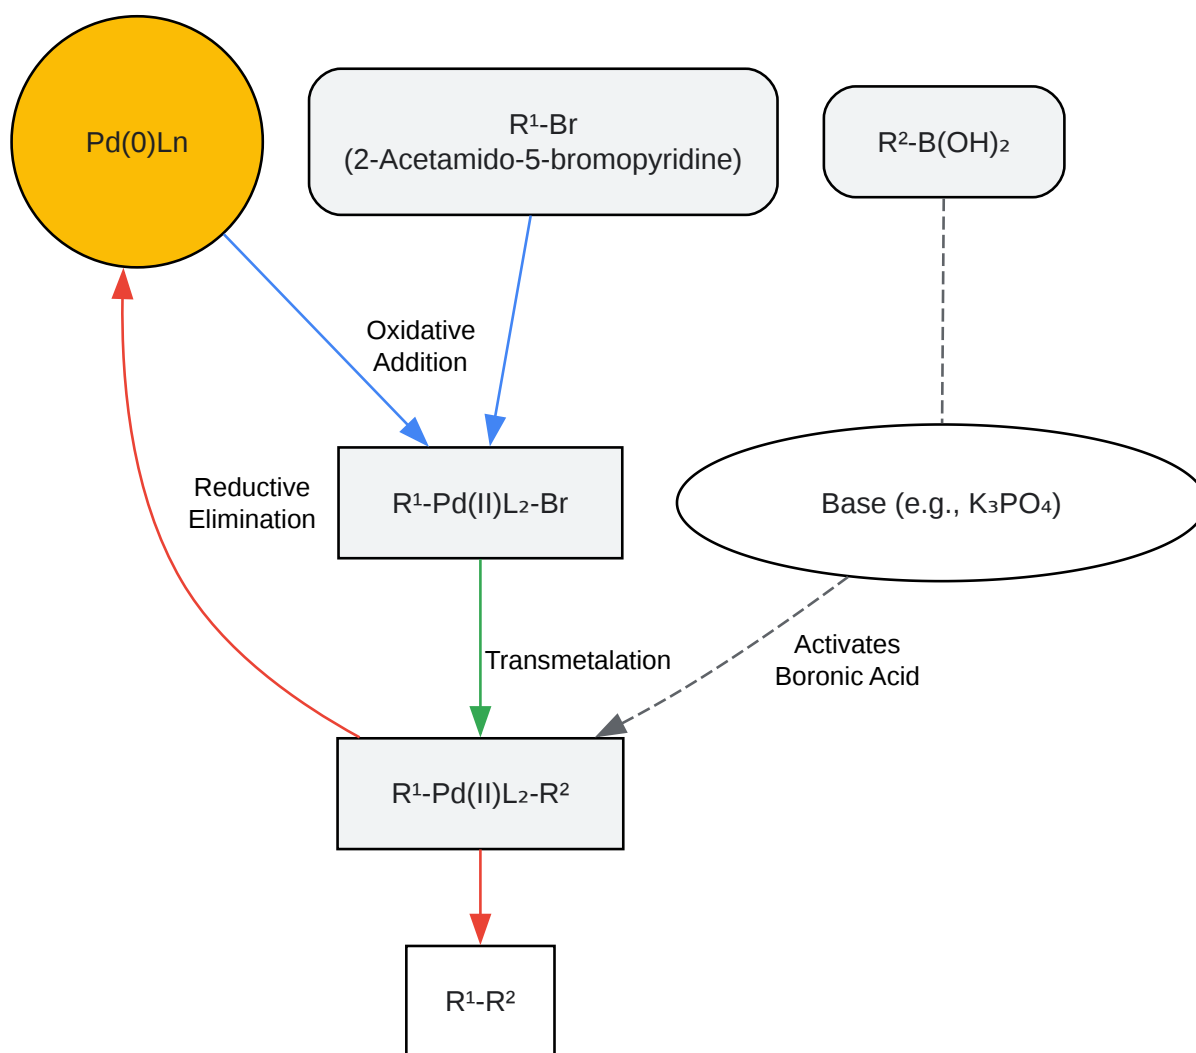 Pd(0)Ln
R¹-Br
(2-Acetamido-5-bromopyridine)
R²-B(OH)₂
Oxidative
Addition
Reductive
Elimination
R¹-Pd(II)L₂-Br
Base (e.g., K₃PO₄)
Transmetalation
Activates
Boronic Acid
R¹-Pd(II)L₂-R²
R¹-R²